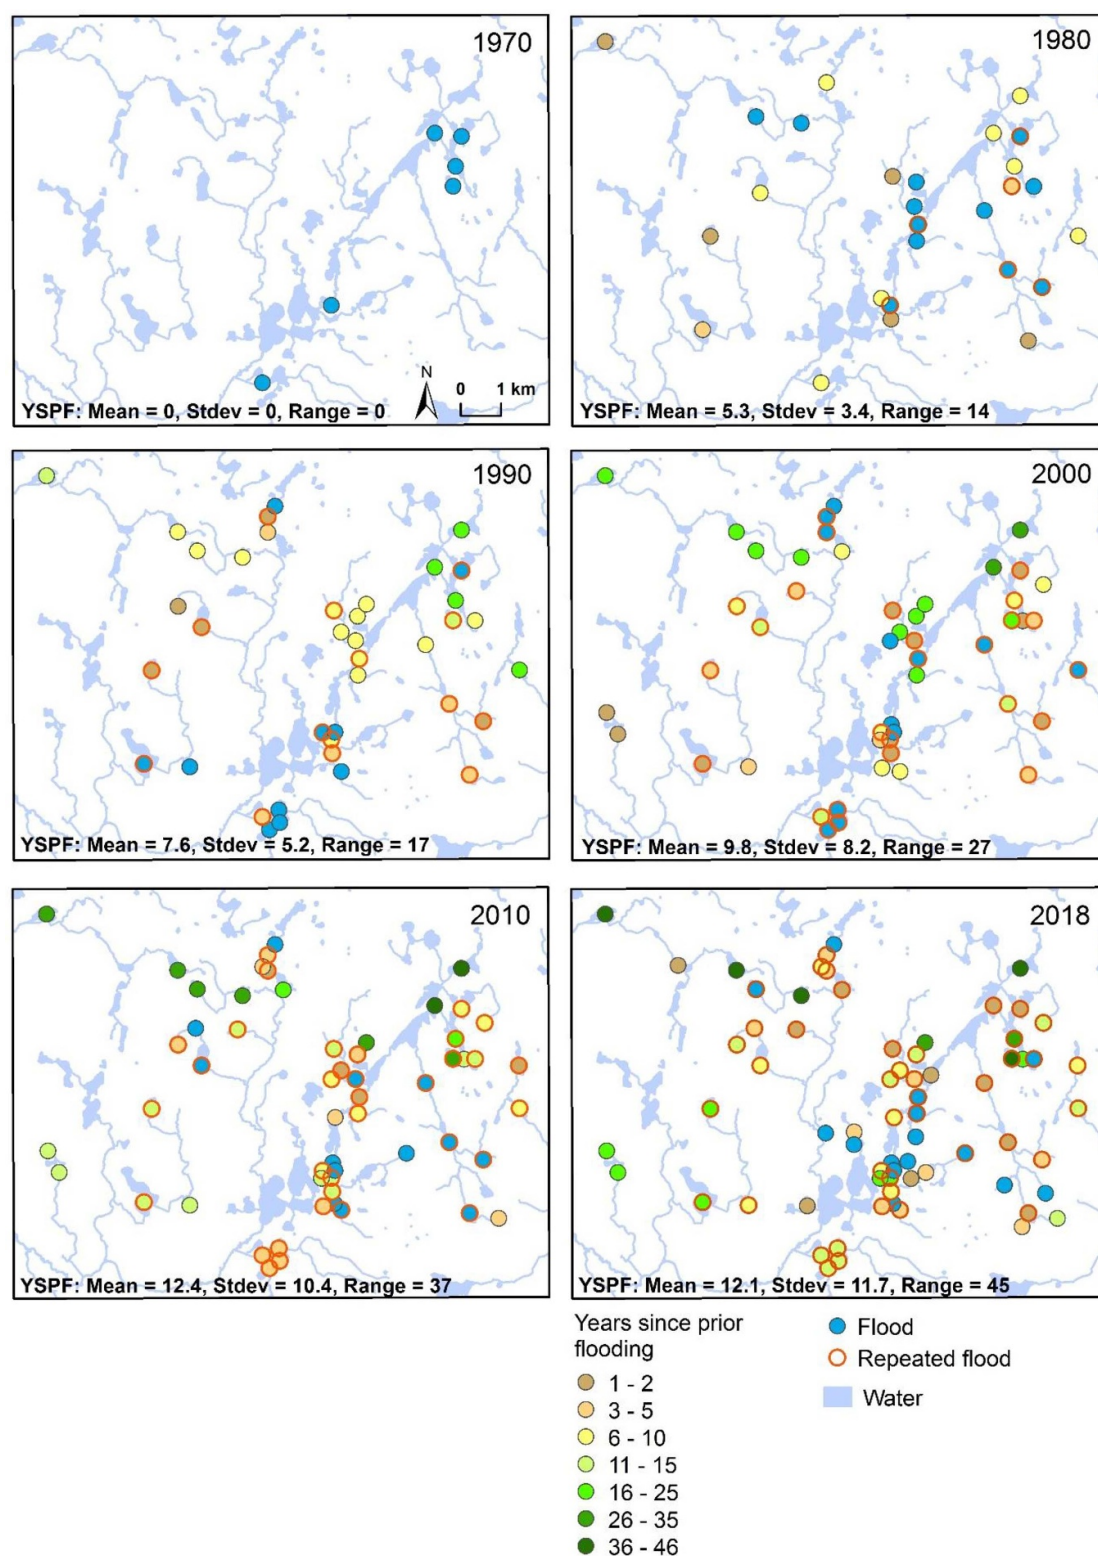 1970
N
0 1 km
YSPF: Mean = 0, Stdev = 0, Range = 0
1980
YSPF: Mean = 5.3, Stdev = 3.4, Range = 14
1990
YSPF: Mean = 7.6, Stdev = 5.2, Range = 17
2000
YSPF: Mean = 9.8, Stdev = 8.2, Range = 27
2010
YSPF: Mean = 12.4, Stdev = 10.4, Range = 37
2018
YSPF: Mean = 12.1, Stdev = 11.7, Range = 45
Years since prior
flooding
1 - 2
3 - 5
6 - 10
11 - 15
16 - 25
26 - 35
36 - 46
Flood
Repeated flood
Water